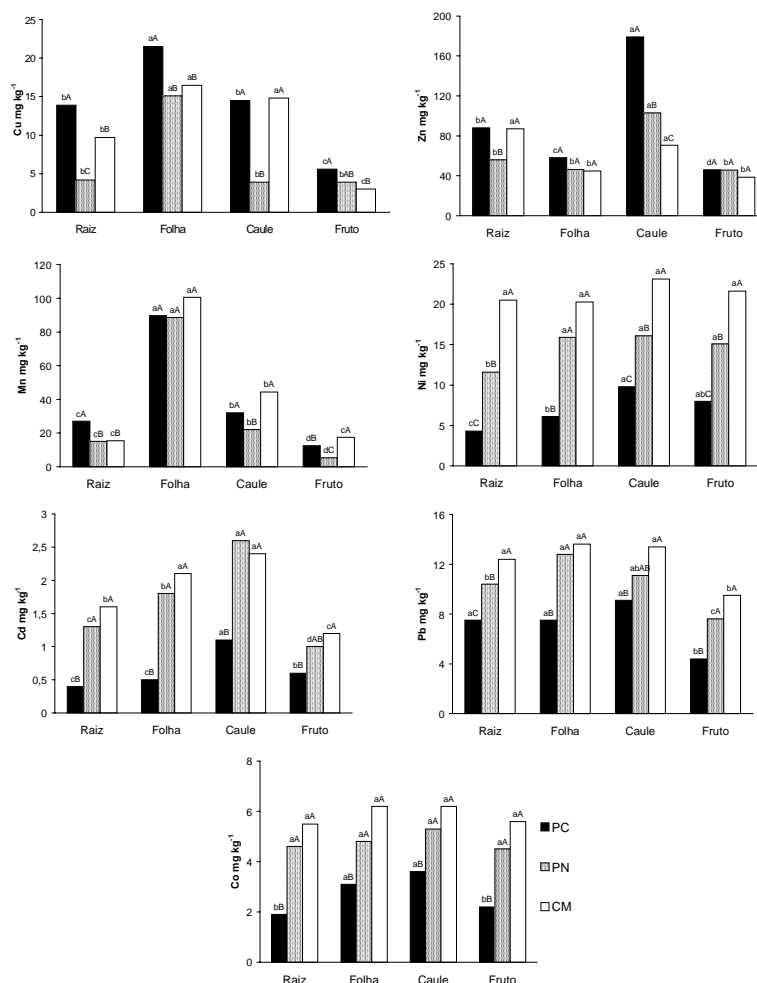 Cu mg kg-1
25
20
15
10
5
0
bA
bC
bB
aA
aB
aB
aA
bB
aA
cA
bAB
cB
Raiz Folha Caule Fruto
Zn mg kg-1
200
160
120
80
40
0
bA
bB
aA
cA
bA
bA
aA
aB
aC
dA
bA
bA
Raiz Folha Caule Fruto
Mn mg kg-1
120
100
80
60
40
20
0
cA
cB
cB
aA
aA
aA
bA
bB
bA
dB
dC
cA
Raiz Folha Caule Fruto
Ni mg kg-1
25
20
15
10
5
0
cC
bB
aA
bB
aA
aA
aC
aB
aA
abC
aB
aA
Raiz Folha Caule Fruto
Cd mg kg-1
3
2,5
2
1,5
1
0,5
0
cB
cA
bA
cB
bA
aA
aB
aA
aA
bB
dAB
cA
Raiz Folha Caule Fruto
Pb mg kg-1
16
12
8
4
0
aC
bB
aA
aB
aA
aA
aB
abAB
aA
bB
cA
bA
Raiz Folha Caule Fruto
Co mg kg-1
8
6
4
2
0
bB
aA
aA
aB
aA
aA
aB
aA
aA
bB
aA
aA
Raiz Folha Caule Fruto
PC
PN
CM